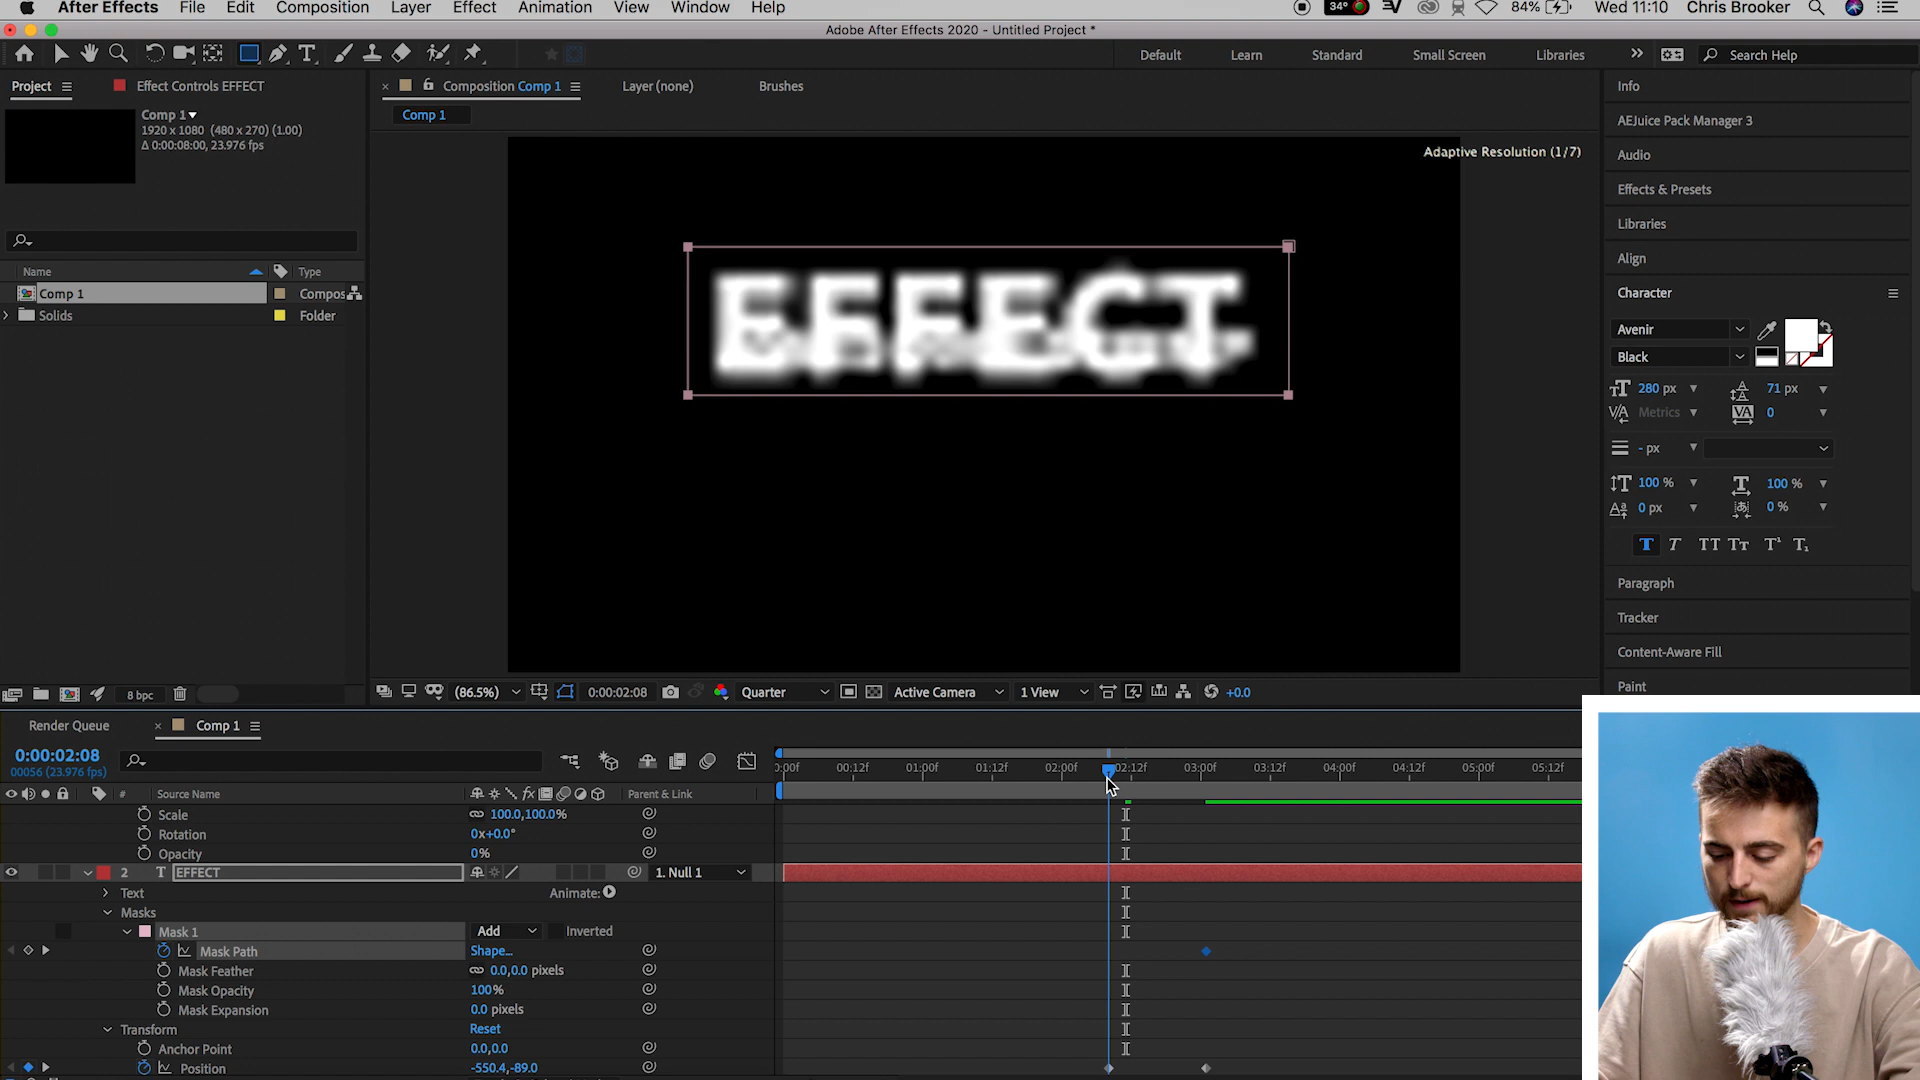 After Effects File Edit Composition Layer Effect Animation View Window Help 34° 84% Wed 11:10 Chris Brooker
Adobe After Effects 2020 - Untitled Project *
Default Learn Standard Small Screen Libraries Search Help
Project Effect Controls EFFECT
Composition Comp 1 Layer (none) Brushes
Comp 1
Comp 1
1920 x 1080 (480 x 270) (1.00)
Δ 0:00:08:00, 23.976 fps
Name Type
Comp 1 Compos
Solids Folder
8 bpc
Adaptive Resolution (1/7)
EFFECT
(86.5%) 0:00:02:08 Quarter Active Camera 1 View +0.0
Info
AEJuice Pack Manager 3
Audio
Effects & Presets
Libraries
Align
Character
Avenir
Black
280 px 71 px
Metrics 0
- px
100 % 100 %
0 px 0 %
T T TT Tr T¹ T₁
Paragraph
Tracker
Content-Aware Fill
Paint
Render Queue Comp 1
0:00:02:08
00056 (23.976 fps)
:00f 00:12f 01:00f 01:12f 02:00f 02:12f 03:00f 03:12f 04:00f 04:12f 05:00f 05:12f
# Source Name Parent & Link
Scale 100.0,100.0%
Rotation 0x+0.0°
Opacity 0%
2 T EFFECT 1. Null 1
Text Animate:
Masks
Mask 1 Add Inverted
Mask Path Shape...
Mask Feather 0.0,0.0 pixels
Mask Opacity 100%
Mask Expansion 0.0 pixels
Transform Reset
Anchor Point 0.0,0.0
Position -550.4,-89.0